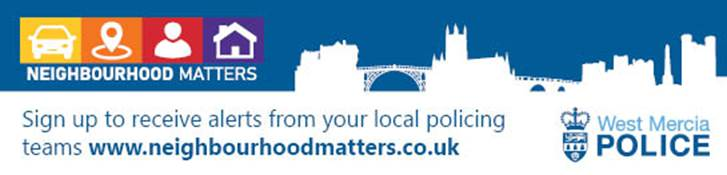 NEIGHBOURHOOD MATTERS
Sign up to receive alerts from your local policing
teams www.neighbourhoodmatters.co.uk
West Mercia
POLICE